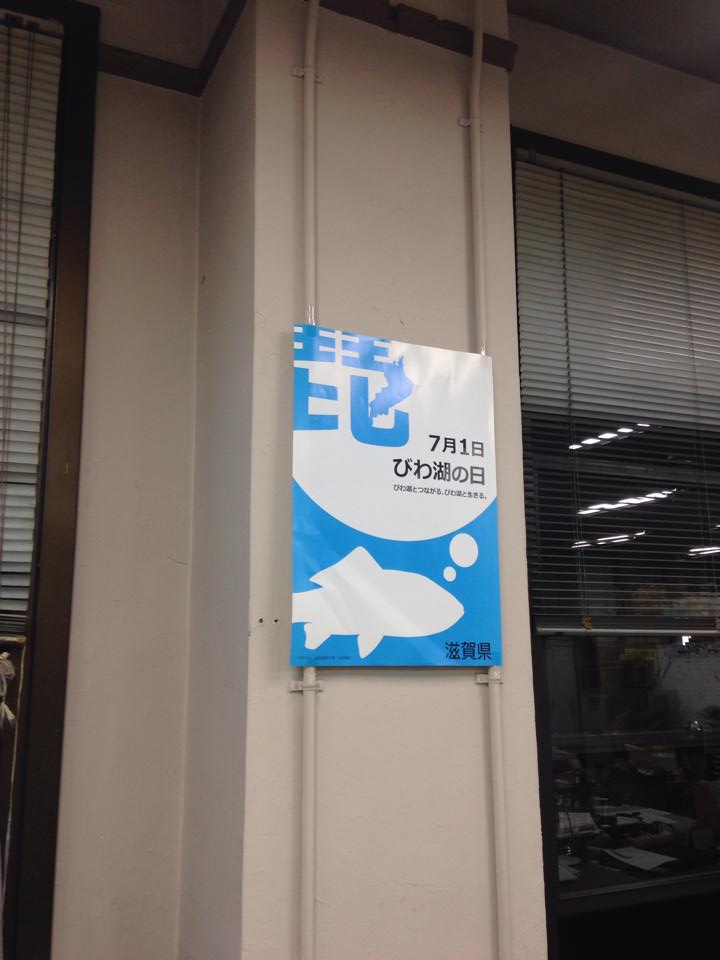 琵
7月1日
びわ湖の日
びわ湖とつながる、びわ湖と生きる。
滋賀県